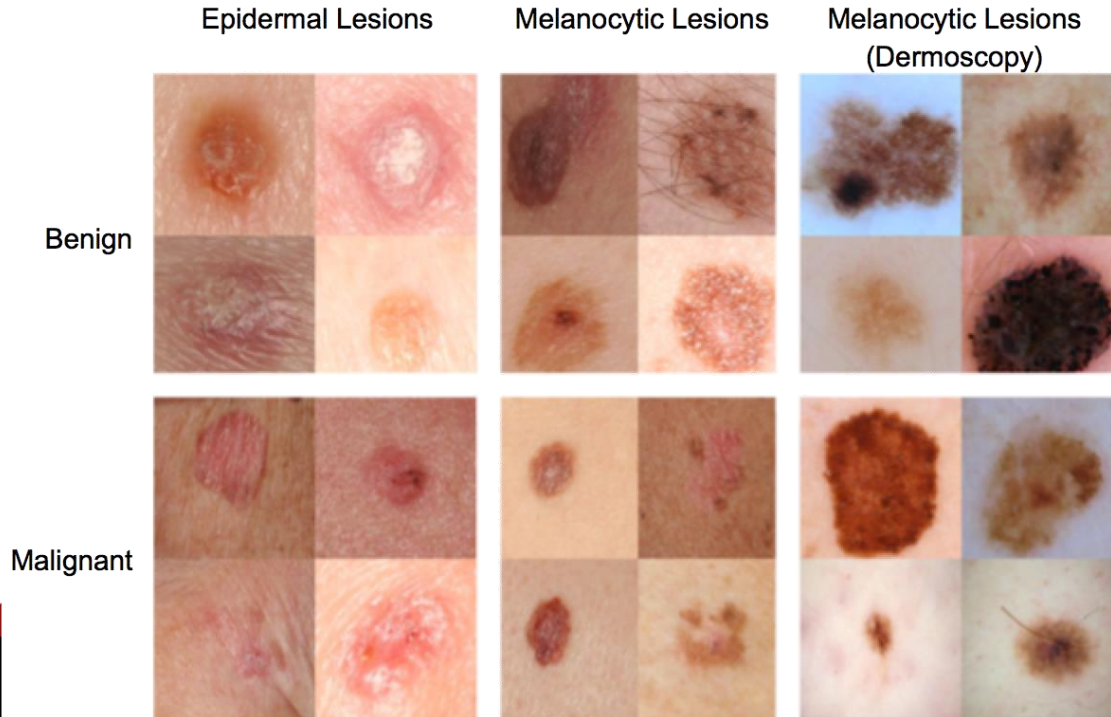 Epidermal Lesions
Melanocytic Lesions
Melanocytic Lesions
(Dermoscopy)
Benign
Malignant